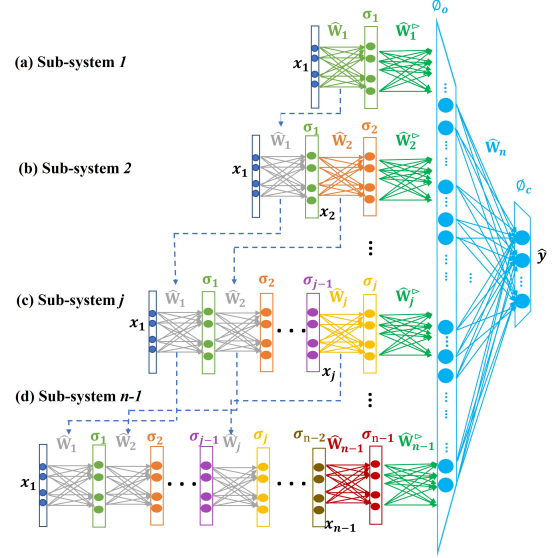 ∅ₒ
Ŵ₁ σ₁ Ŵ₁▷
(a) Sub-system 1
x₁
Ŵ₁ σ₁ Ŵ₂ σ₂ Ŵ₂▷
(b) Sub-system 2
x₁
x₂
Ŵₙ
∅꜀
ŷ
⋮
(c) Sub-system j
Ŵ₁ σ₁ Ŵ₂ σ₂ σⱼ₋₁ Ŵⱼ σⱼ Ŵⱼ▷
x₁
· · ·
xⱼ
(d) Sub-system n-1
⋮
Ŵ₁ σ₁ Ŵ₂ σ₂ σⱼ₋₁ Ŵⱼ σⱼ σₙ₋₂ Ŵₙ₋₁ σₙ₋₁ Ŵₙ₋₁▷
x₁
· · · · · ·
xₙ₋₁